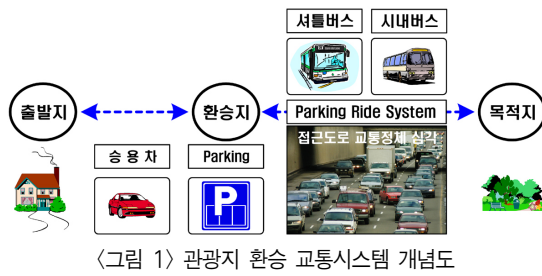 셔틀버스 시내버스
출발지 환승지 Parking Ride System 목적지
승 용 차 Parking 접근도로 교통정체 심각
P
〈그림 1〉 관광지 환승 교통시스템 개념도